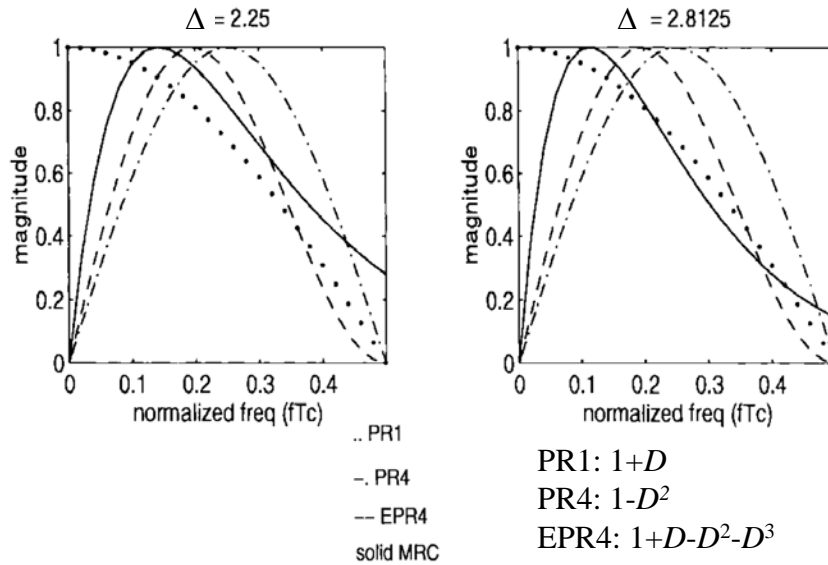 Δ = 2.25
1
0.8
0.6
0.4
0.2
0
magnitude
0 0.1 0.2 0.3 0.4
normalized freq (fTc)
Δ = 2.8125
1
0.8
0.6
0.4
0.2
0
magnitude
0 0.1 0.2 0.3 0.4
normalized freq (fTc)
.. PR1
-. PR4
-- EPR4
solid MRC
PR1: 1+D
PR4: 1-D²
EPR4: 1+D-D²-D³